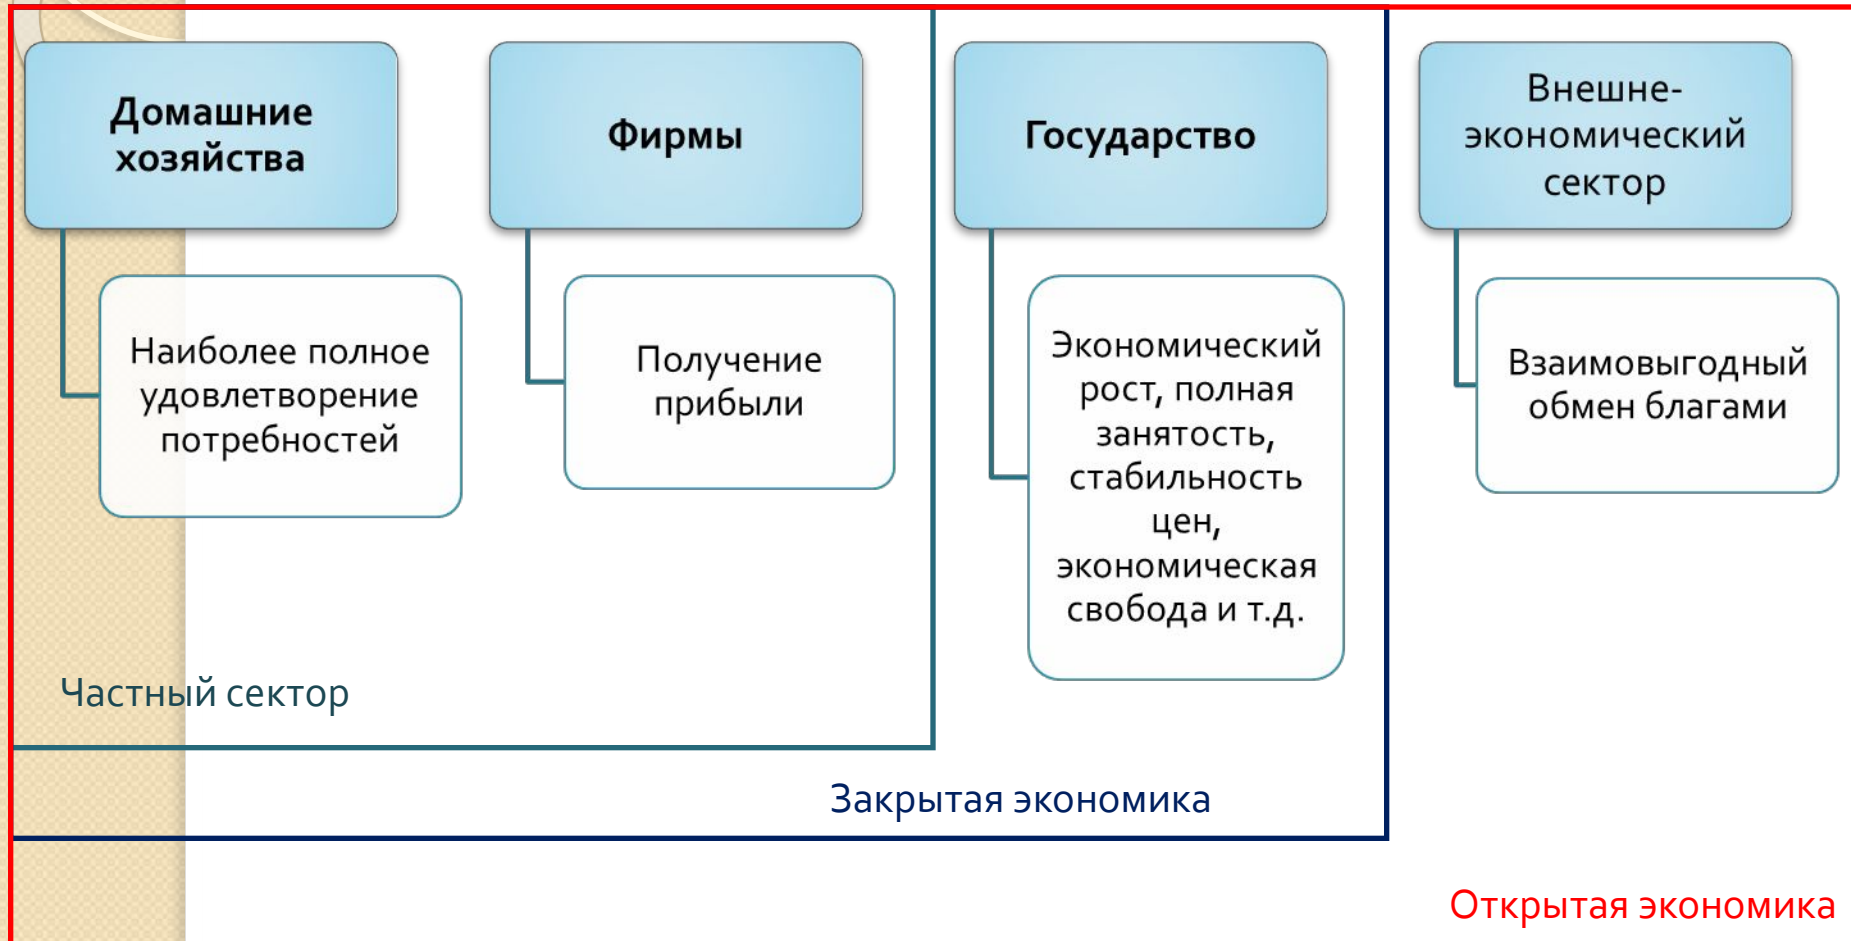 Домашние
хозяйства
Фирмы
Государство
Внешне-
экономический
сектор
Наиболее полное
удовлетворение
потребностей
Получение
прибыли
Экономический
рост, полная
занятость,
стабильность
цен,
экономическая
свобода и т.д.
Взаимовыгодный
обмен благами
Частный сектор
Закрытая экономика
Открытая экономика